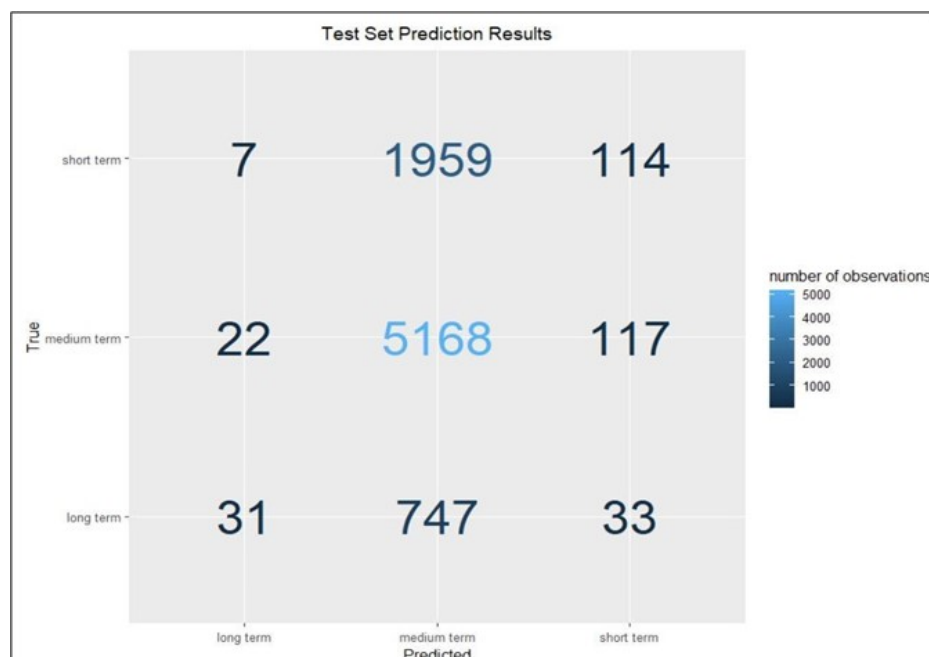 Test Set Prediction Results
short term
7 1959 114
number of observations
5000
4000
3000
2000
1000
True
medium term
22 5168 117
long term
31 747 33
long term medium term short term
Predicted